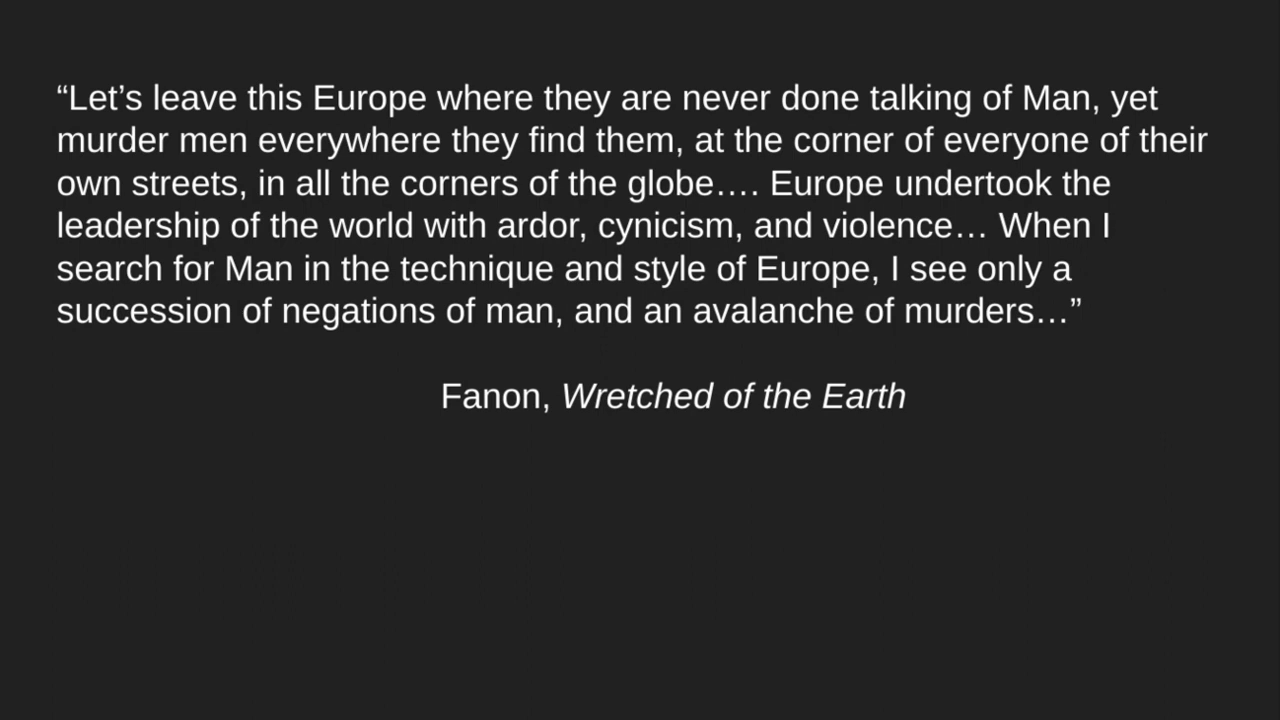 “Let’s leave this Europe where they are never done talking of Man, yet
murder men everywhere they find them, at the corner of everyone of their
own streets, in all the corners of the globe…. Europe undertook the
leadership of the world with ardor, cynicism, and violence… When I
search for Man in the technique and style of Europe, I see only a
succession of negations of man, and an avalanche of murders…”
Fanon, Wretched of the Earth